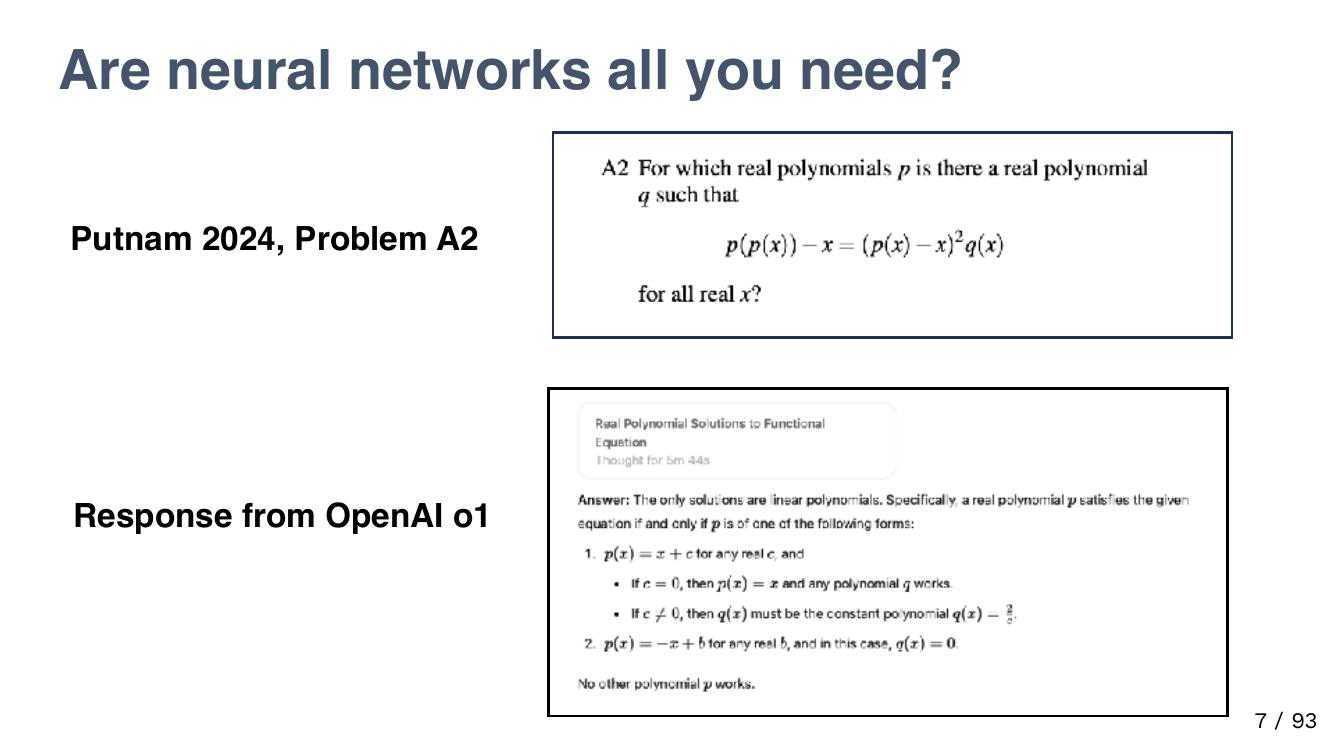 Are neural networks all you need?
Putnam 2024, Problem A2
A2 For which real polynomials p is there a real polynomial
q such that
p(p(x)) − x = (p(x) − x)²q(x)
for all real x?
Response from OpenAI o1
Real Polynomial Solutions to Functional
Equation
Thought for 5m 44s
Answer: The only solutions are linear polynomials. Specifically, a real polynomial p satisfies the given
equation if and only if p is of one of the following forms:
1. p(x) = x + c for any real c, and
• If c = 0, then p(x) = x and any polynomial q works.
• If c ≠ 0, then q(x) must be the constant polynomial q(x) = 2/c.
2. p(x) = −x + b for any real b, and in this case, q(x) = 0.
No other polynomial p works.
7 / 93